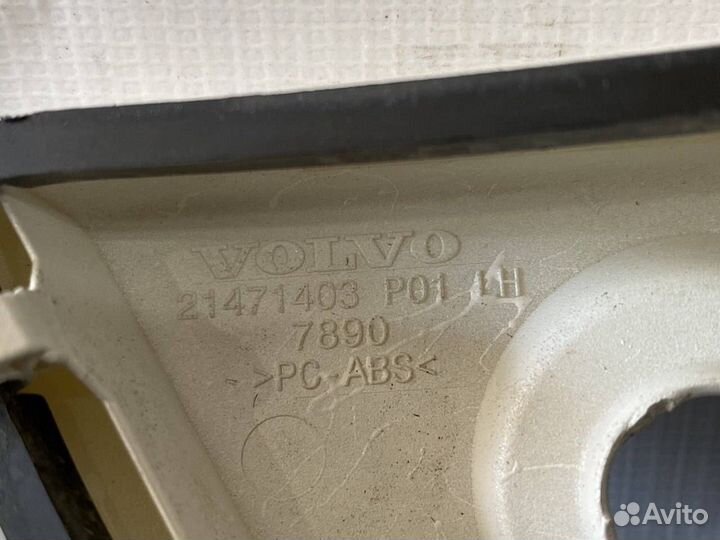 VOLVO
21471403 P01 LH
7890
>PC-ABS<
Avito